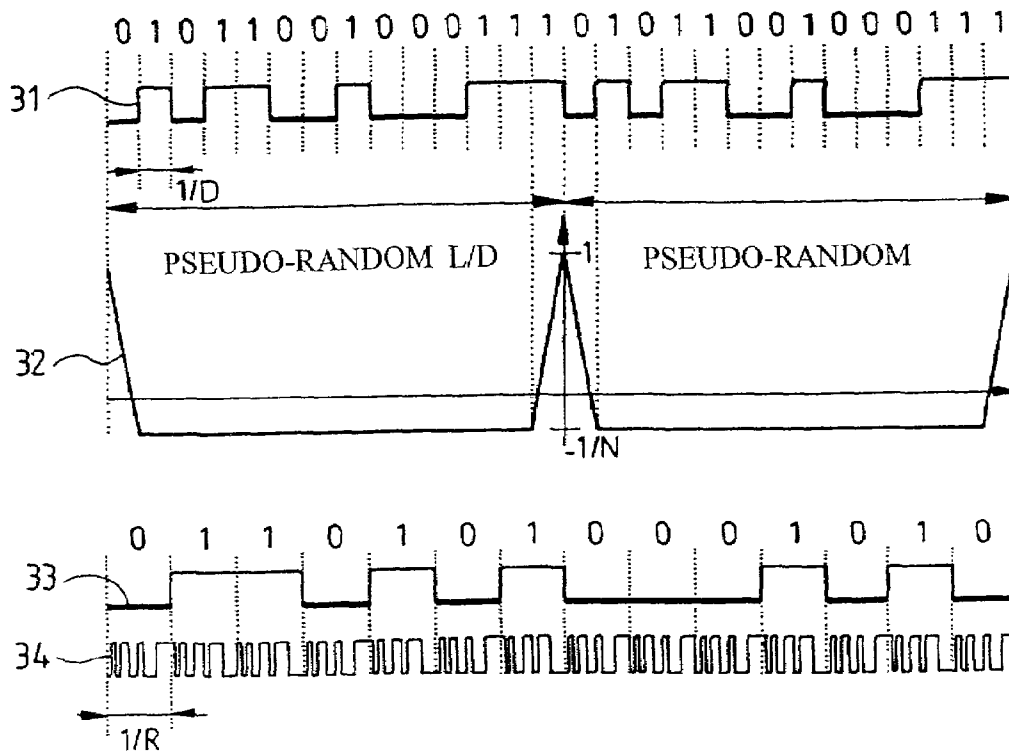 0 1 0 1 1 0 0 1 0 0 0 1 1 1 0 1 0 1 1 0 0 1 0 0 0 1 1 1
31
1/D
PSEUDO-RANDOM L/D
1
PSEUDO-RANDOM
32
-1/N
0 1 1 0 1 0 1 0 0 0 1 0 1 0
33
34
1/R